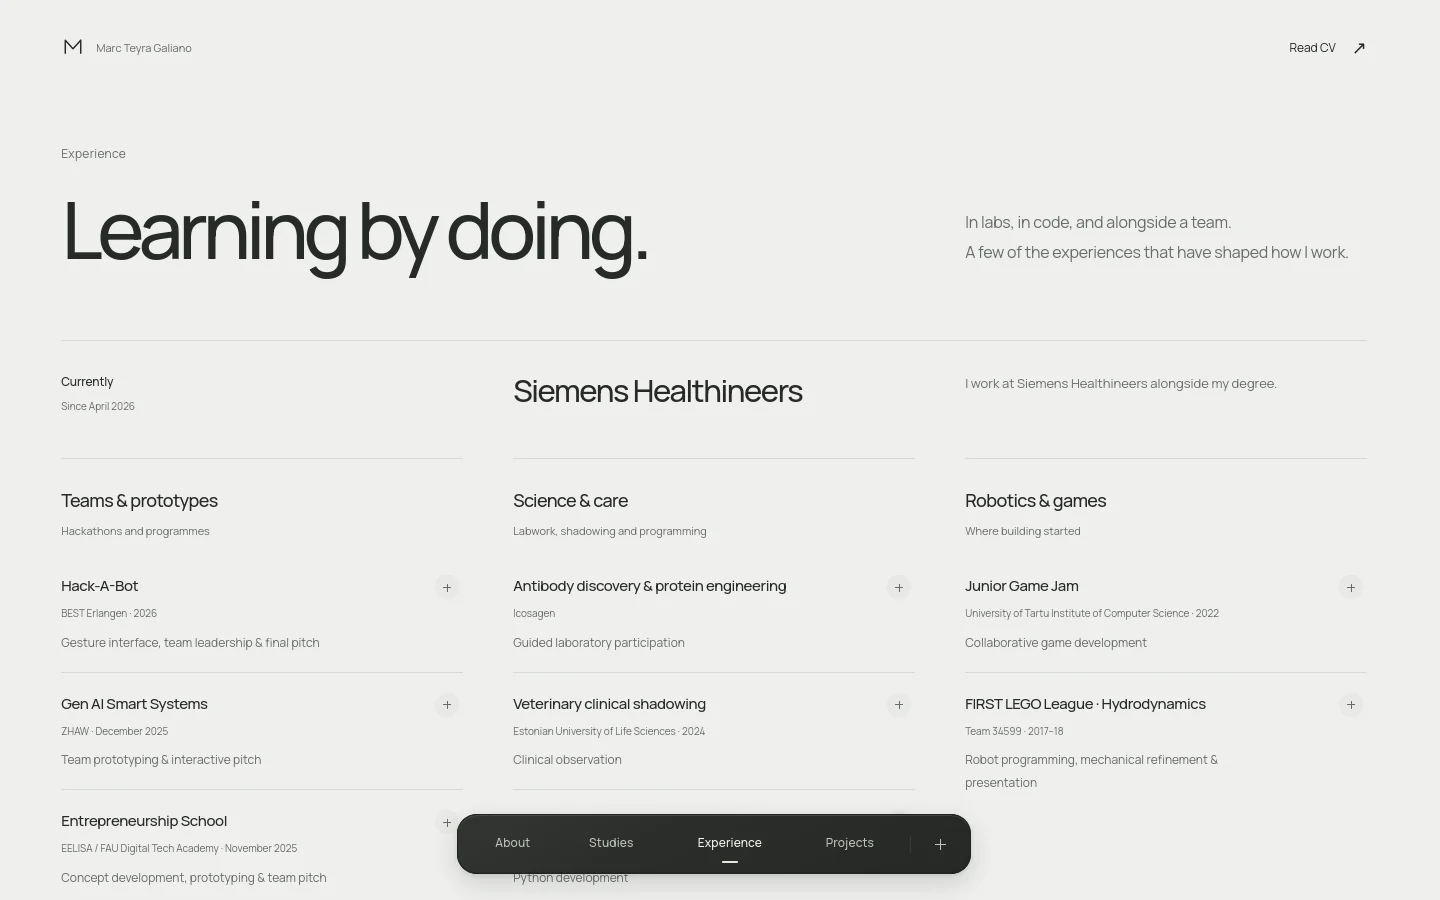 Marc Teyra Galiano
Read CV
Experience
Learning by doing.
In labs, in code, and alongside a team.
A few of the experiences that have shaped how I work.
Currently
Since April 2026
Siemens Healthineers
I work at Siemens Healthineers alongside my degree.
Teams & prototypes
Hackathons and programmes
Hack-A-Bot
BEST Erlangen · 2026
Gesture interface, team leadership & final pitch
Gen AI Smart Systems
ZHAW · December 2025
Team prototyping & interactive pitch
Entrepreneurship School
EELISA / FAU Digital Tech Academy · November 2025
Concept development, prototyping & team pitch
Science & care
Labwork, shadowing and programming
Antibody discovery & protein engineering
Icosagen
Guided laboratory participation
Veterinary clinical shadowing
Estonian University of Life Sciences · 2024
Clinical observation
Python development
Robotics & games
Where building started
Junior Game Jam
University of Tartu Institute of Computer Science · 2022
Collaborative game development
FIRST LEGO League · Hydrodynamics
Team 34599 · 2017–18
Robot programming, mechanical refinement &
presentation
About
Studies
Experience
Projects